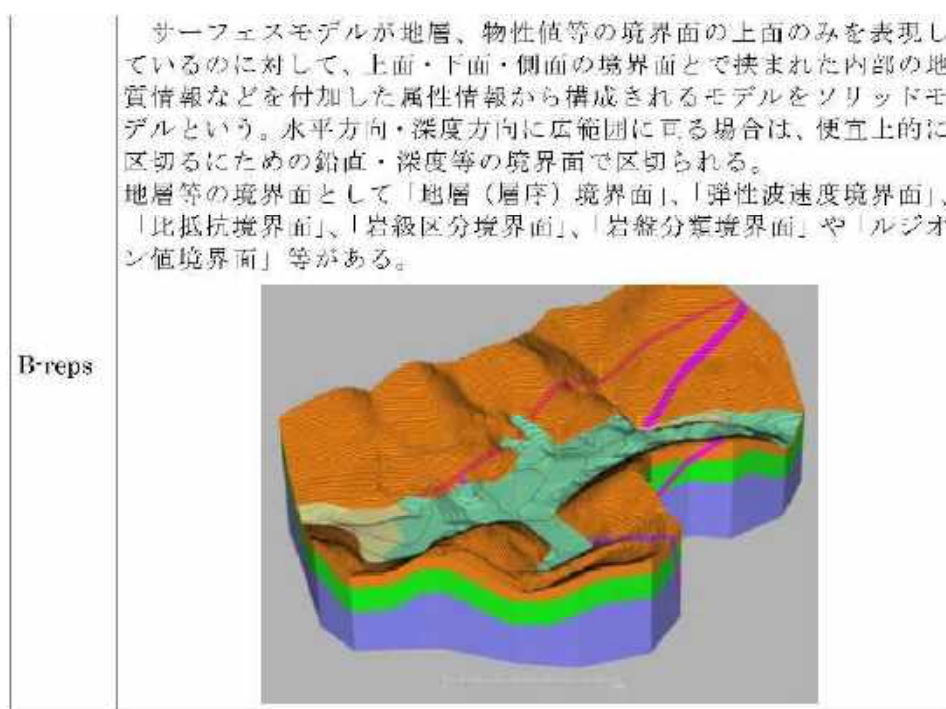 サーフェスモデルが地層、物性値等の境界面の上面のみを表現し
ているのに対して、上面・下面・側面の境界面とで挟まれた内部の地
質情報などを付加した属性情報から構成されるモデルをソリッドモ
デルという。水平方向・深度方向に広範囲に亘る場合は、便宜上的に
区切るにための鉛直・深度等の境界面で区切られる。
地層等の境界面として「地層（層序）境界面」、「弾性波速度境界面」、
「比抵抗境界面」、「岩級区分境界面」、「岩盤分類境界面」や「ルジオ
ン値境界面」等がある。
B-reps